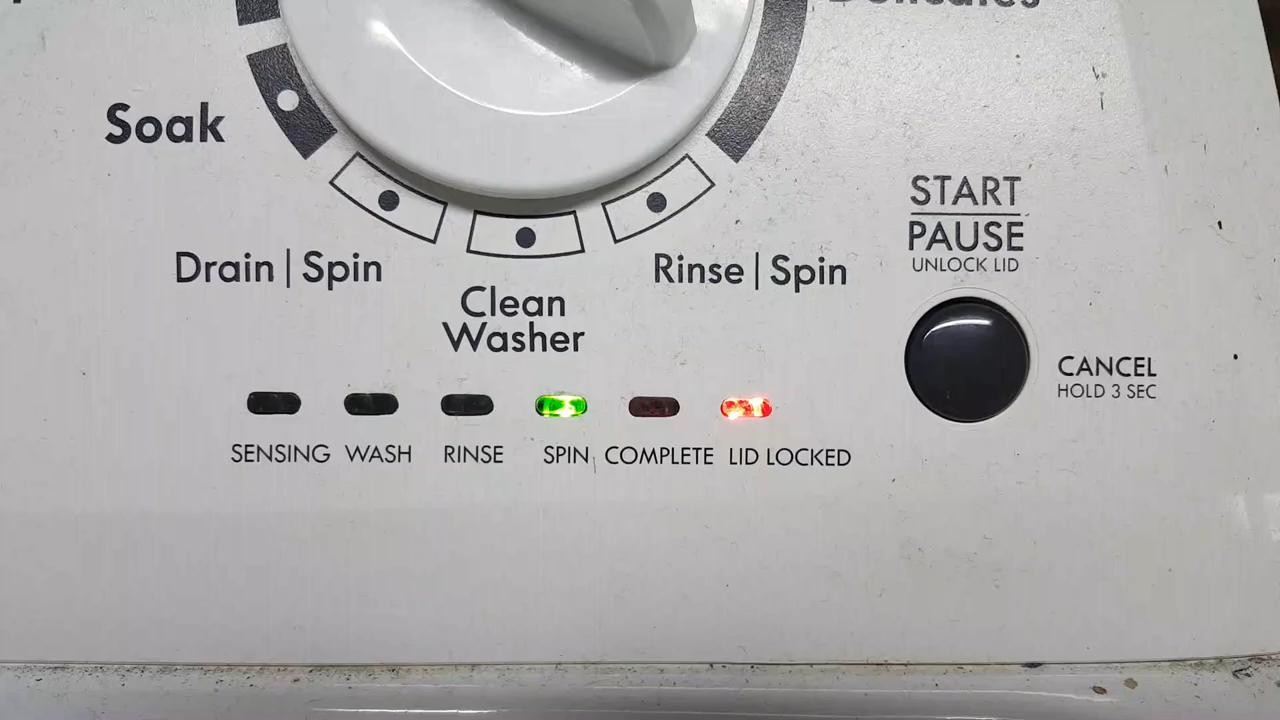 Delicates
Soak
Drain | Spin
Clean
Washer
Rinse | Spin
START
PAUSE
UNLOCK LID
CANCEL
HOLD 3 SEC
SENSING WASH RINSE SPIN COMPLETE LID LOCKED